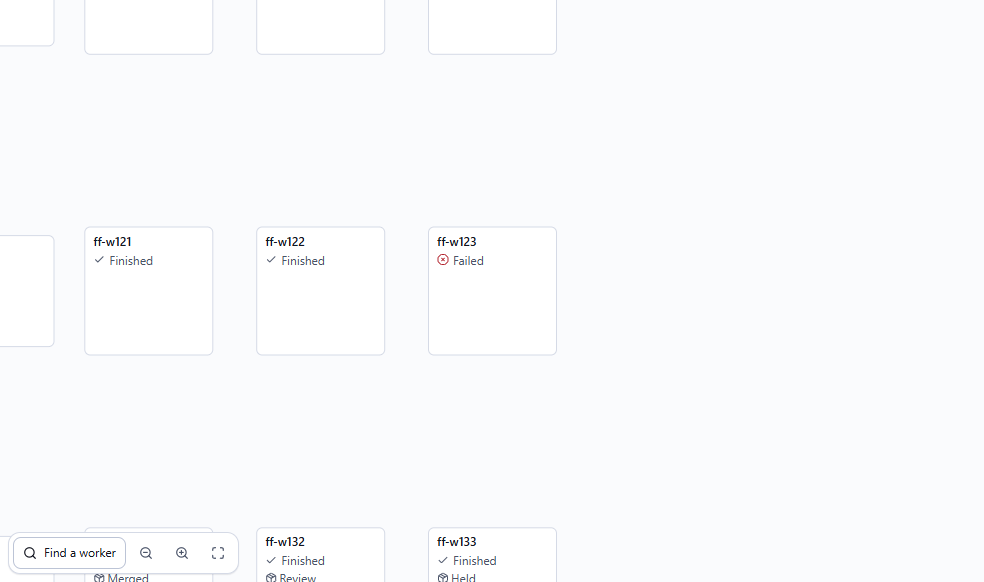 ff-w121
Finished
ff-w122
Finished
ff-w123
Failed
ff-w132
Finished
Review
ff-w133
Finished
Held
Merged
Find a worker